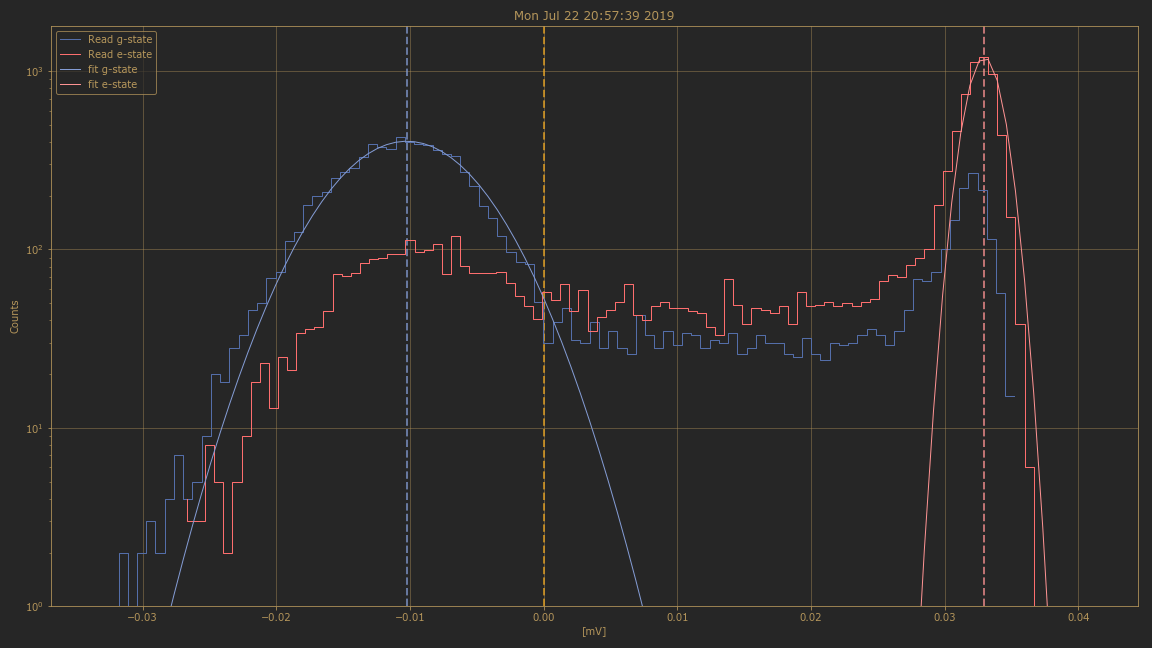 Mon Jul 22 20:57:39 2019
Read g-state
Read e-state
fit g-state
fit e-state
10³
10²
10¹
10⁰
Counts
−0.03 −0.02 −0.01 0.00 0.01 0.02 0.03 0.04
[mV]